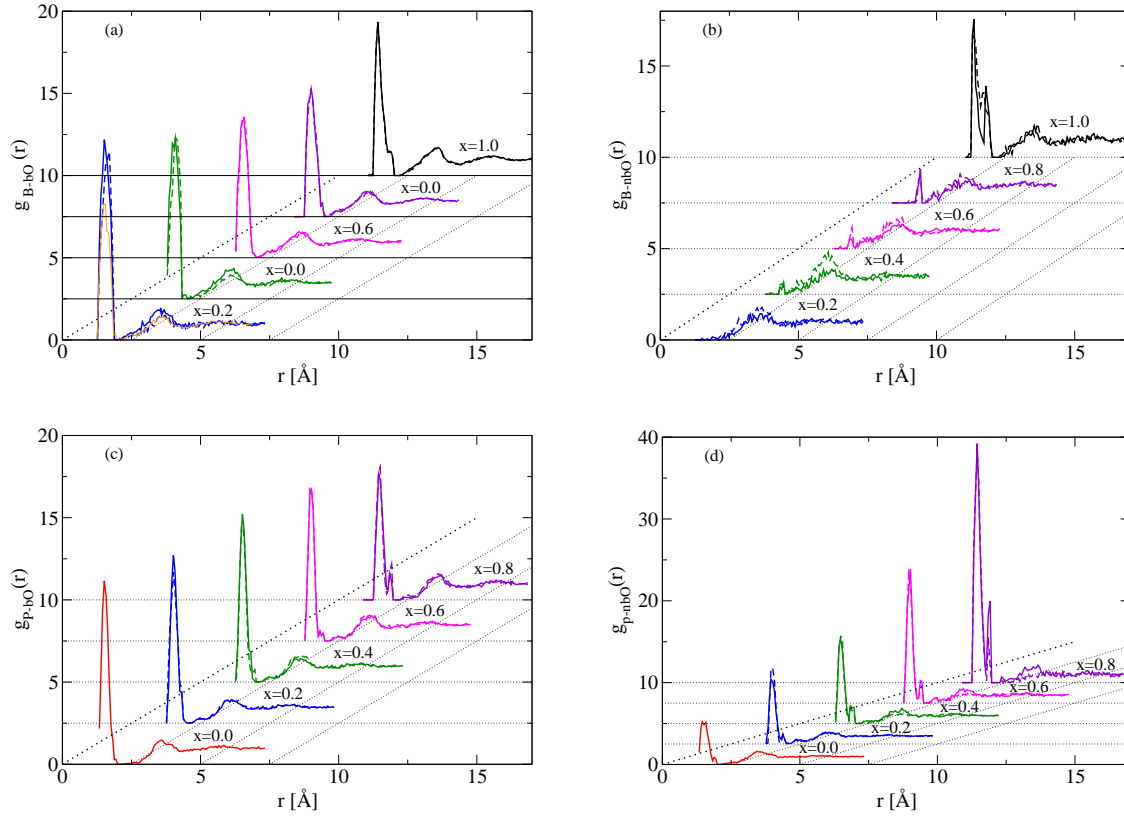 (a)
20
15
10
5
0
g B-bO (r)
x=1.0
x=0.0
x=0.6
x=0.0
x=0.2
0 5 10 15
r [Å]
(b)
15
10
5
0
g B-nbO (r)
x=1.0
x=0.8
x=0.6
x=0.4
x=0.2
0 5 10 15
r [Å]
(c)
20
15
10
5
0
g P-bO (r)
x=0.8
x=0.6
x=0.4
x=0.2
x=0.0
0 5 10 15
r [Å]
(d)
40
30
20
10
0
g p-nbO (r)
x=0.8
x=0.6
x=0.4
x=0.2
x=0.0
0 5 10 15
r [Å]